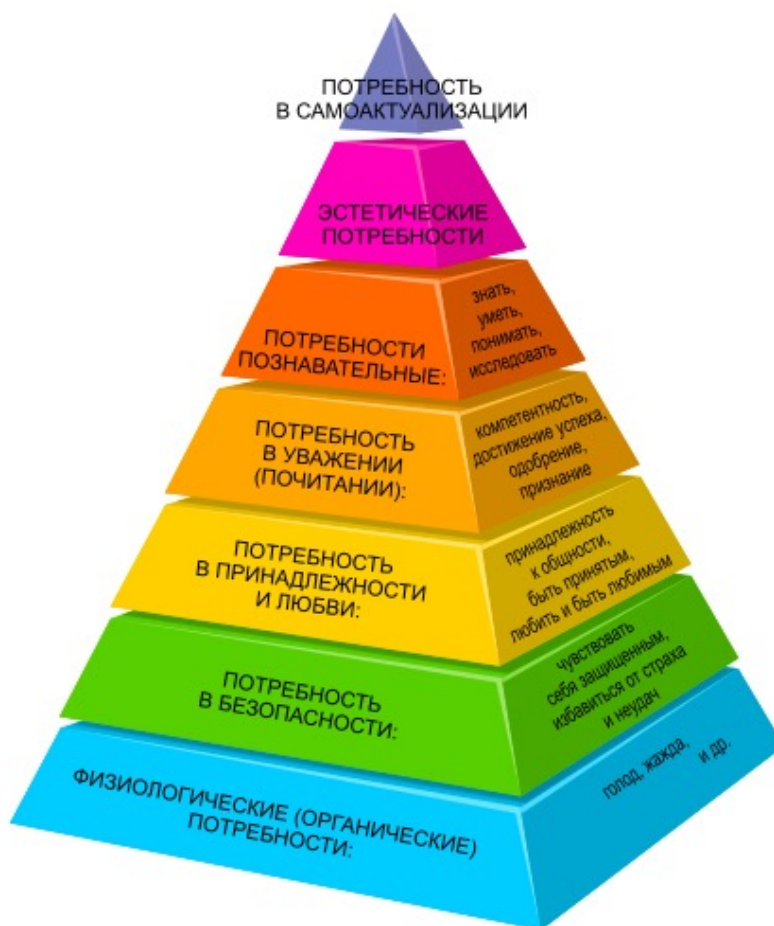 ПОТРЕБНОСТЬ
В САМОАКТУАЛИЗАЦИИ
ЭСТЕТИЧЕСКИЕ
ПОТРЕБНОСТИ
ПОТРЕБНОСТИ
ПОЗНАВАТЕЛЬНЫЕ:
знать,
уметь,
понимать,
исследовать
ПОТРЕБНОСТЬ
В УВАЖЕНИИ
(ПОЧИТАНИИ):
компетентность,
достижение успеха,
одобрение,
признание
ПОТРЕБНОСТЬ
В ПРИНАДЛЕЖНОСТИ
И ЛЮБВИ:
принадлежность
к общности,
быть принятым,
любить и быть любимым
ПОТРЕБНОСТЬ
В БЕЗОПАСНОСТИ:
чувствовать
себя защищенным,
избавиться от страха
и неудач
ФИЗИОЛОГИЧЕСКИЕ (ОРГАНИЧЕСКИЕ)
ПОТРЕБНОСТИ:
голод, жажда,
и др.